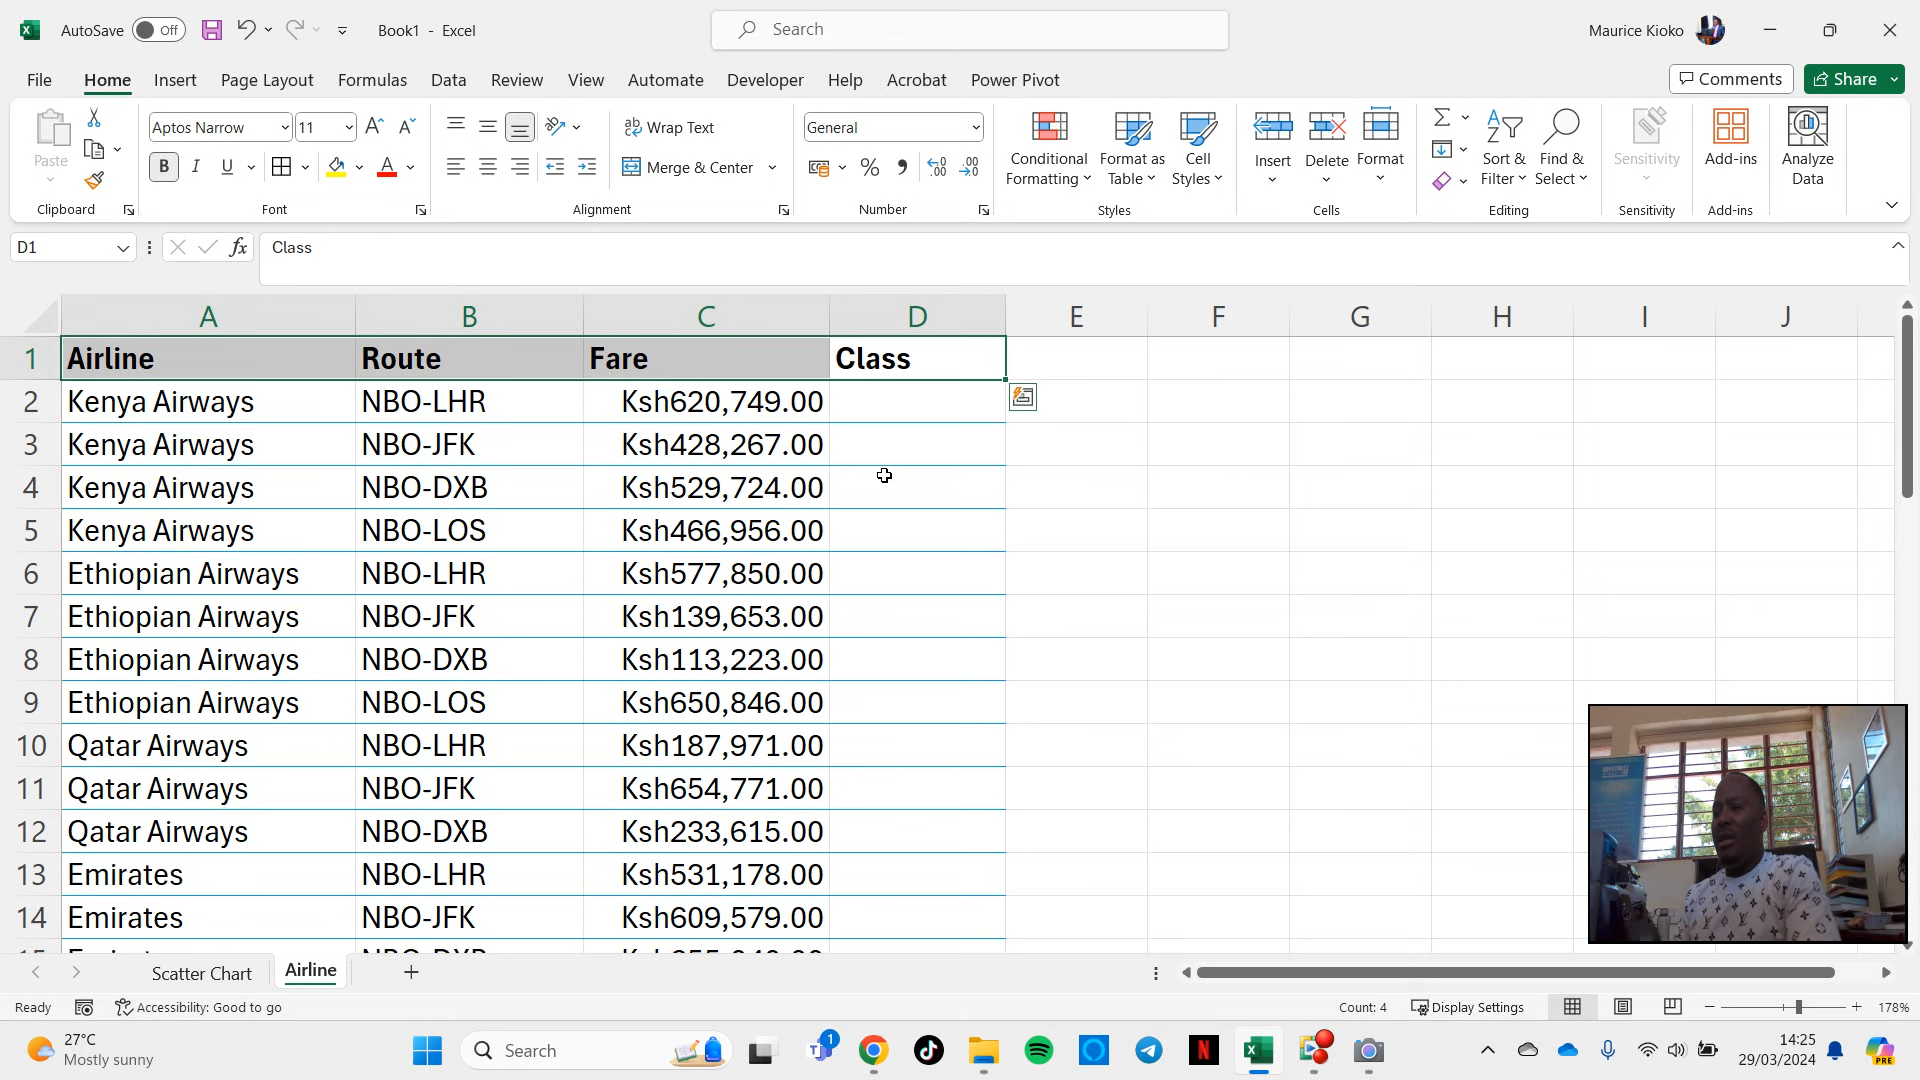 AutoSave Off Book1 - Excel Search Maurice Kioko
File Home Insert Page Layout Formulas Data Review View Automate Developer Help Acrobat Power Pivot Comments Share
Paste
Clipboard
Aptos Narrow 11
B I U
Font
Wrap Text
Merge & Center
Alignment
General
%
Number
Conditional Formatting
Format as Table
Cell Styles
Styles
Insert
Delete
Format
Cells
Sort & Filter
Find & Select
Editing
Sensitivity
Sensitivity
Add-ins
Add-ins
Analyze Data
D1 fx Class
A B C D E F G H I J
1 Airline Route Fare Class
2 Kenya Airways NBO-LHR Ksh620,749.00
3 Kenya Airways NBO-JFK Ksh428,267.00
4 Kenya Airways NBO-DXB Ksh529,724.00
5 Kenya Airways NBO-LOS Ksh466,956.00
6 Ethiopian Airways NBO-LHR Ksh577,850.00
7 Ethiopian Airways NBO-JFK Ksh139,653.00
8 Ethiopian Airways NBO-DXB Ksh113,223.00
9 Ethiopian Airways NBO-LOS Ksh650,846.00
10 Qatar Airways NBO-LHR Ksh187,971.00
11 Qatar Airways NBO-JFK Ksh654,771.00
12 Qatar Airways NBO-DXB Ksh233,615.00
13 Emirates NBO-LHR Ksh531,178.00
14 Emirates NBO-JFK Ksh609,579.00
Scatter Chart Airline
Ready Accessibility: Good to go Count: 4 Display Settings 178%
27°C
Mostly sunny
Search
1
14:25
29/03/2024